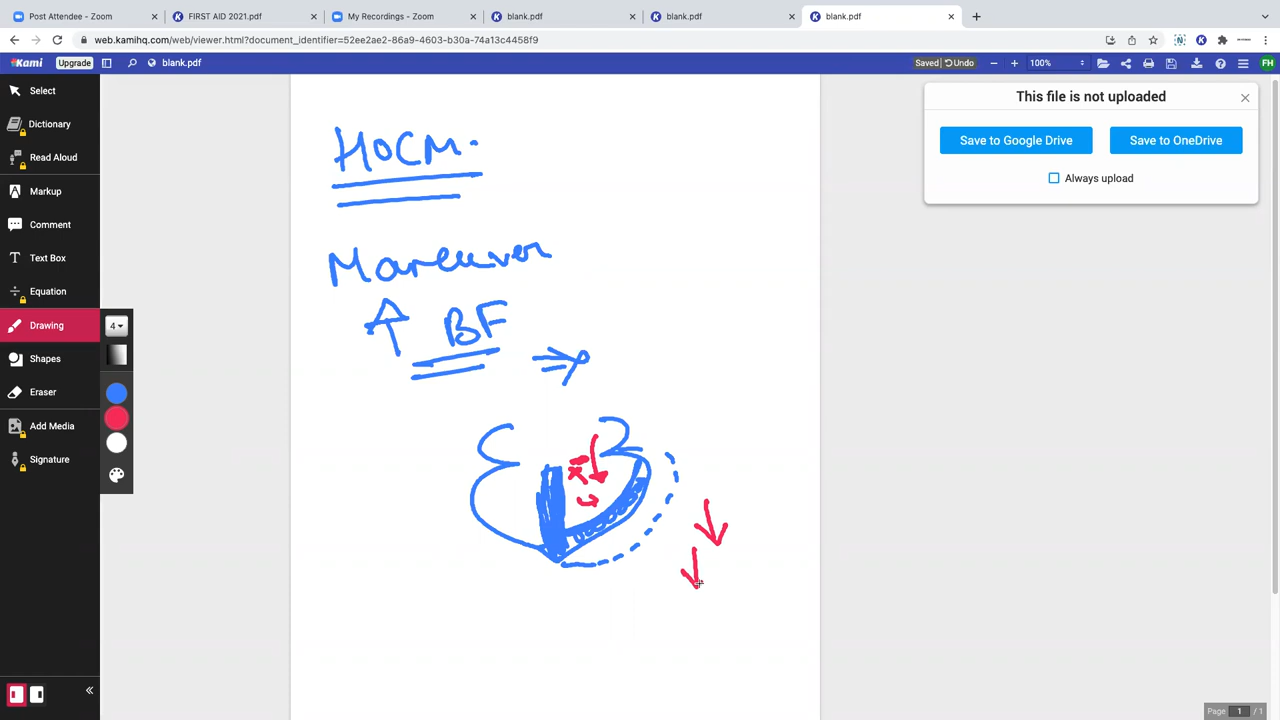 Post Attendee - Zoom
FIRST AID 2021.pdf
My Recordings - Zoom
blank.pdf
blank.pdf
blank.pdf
web.kamihq.com/web/viewer.html?document_identifier=52ee2ae2-86a9-4603-b30a-74a13c4458f9
Kami
Upgrade
blank.pdf
Saved
Undo
100%
FH
Select
Dictionary
Read Aloud
Markup
Comment
Text Box
Equation
Drawing
Shapes
Eraser
Add Media
Signature
4
This file is not uploaded
Save to Google Drive
Save to OneDrive
Always upload
HOCM.
Maneuver
↑ BF
Page 1 / 1